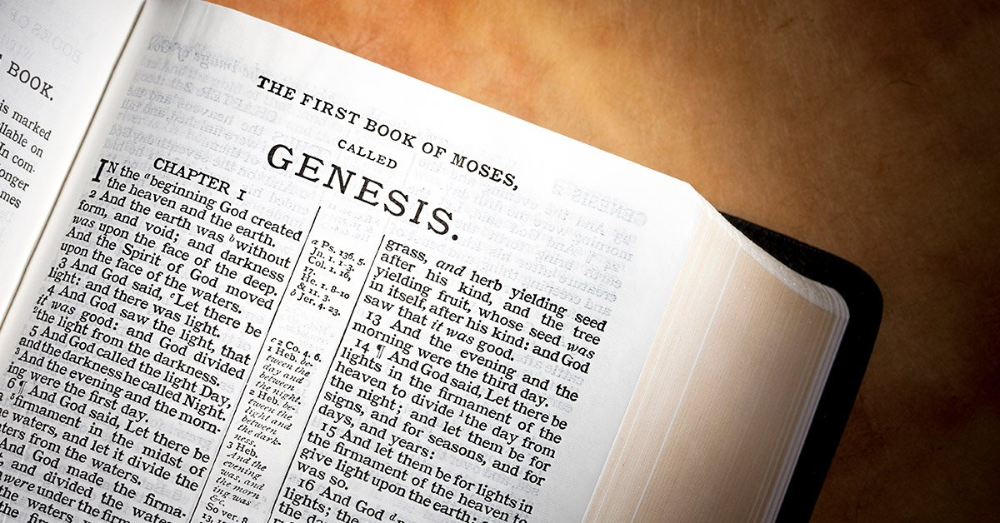 BOOK.
is marked
llable on
In com-
onger
mes
THE FIRST BOOK OF MOSES,
CALLED
GENESIS.
CHAPTER 1
IN the ᵃbeginning God created
the heaven and the earth.
2 And the earth was ᵇwithout
form, and void; and darkness
was upon the face of the deep.
And the Spirit of God moved
upon the face of the waters.
3 And God said, ᶜLet there be
light: and there was light.
4 And God saw the light, that
it was good: and God divided
²the light from the darkness.
5 And God called the light Day,
and the darkness he called Night.
³And the evening and the morn-
ing were the first day.
6 ¶ And God said, Let there be
a ⁵firmament in the midst of
the waters, and let it divide the
waters from the waters.
And God made the firma-
, and divided the waters
were under the firm
the waters
a Ps. 136. 5.
Jn. 1. 1-3.
Col. 1. 16,
17.
He. 1. 8-10
& 11. 3.
b Jer. 4. 23.
c 2 Co. 4. 6.
1 Heb. be-
tween the
day and
between
the night.
2 Heb. be-
tween the
light and
between
the dark-
ness.
3 Heb.
And the
evening
was, and
the morn
ing was
&c.
So ver. 8,
13,
grass, and herb yielding seed
after his kind, and the tree
yielding fruit, whose seed was
in itself, after his kind: and God
saw that it was good.
13 And the evening and the
morning were the third day.
14 ¶ And God said, Let there be
lights in the firmament of the
heaven to divide ¹the day from
the night; and let them be for
signs, and for seasons, and for
days, and years:
15 And let them be for lights in
the firmament of the heaven to
give light upon the earth:
was so.
16 And God ᵈ
lights; the
the da